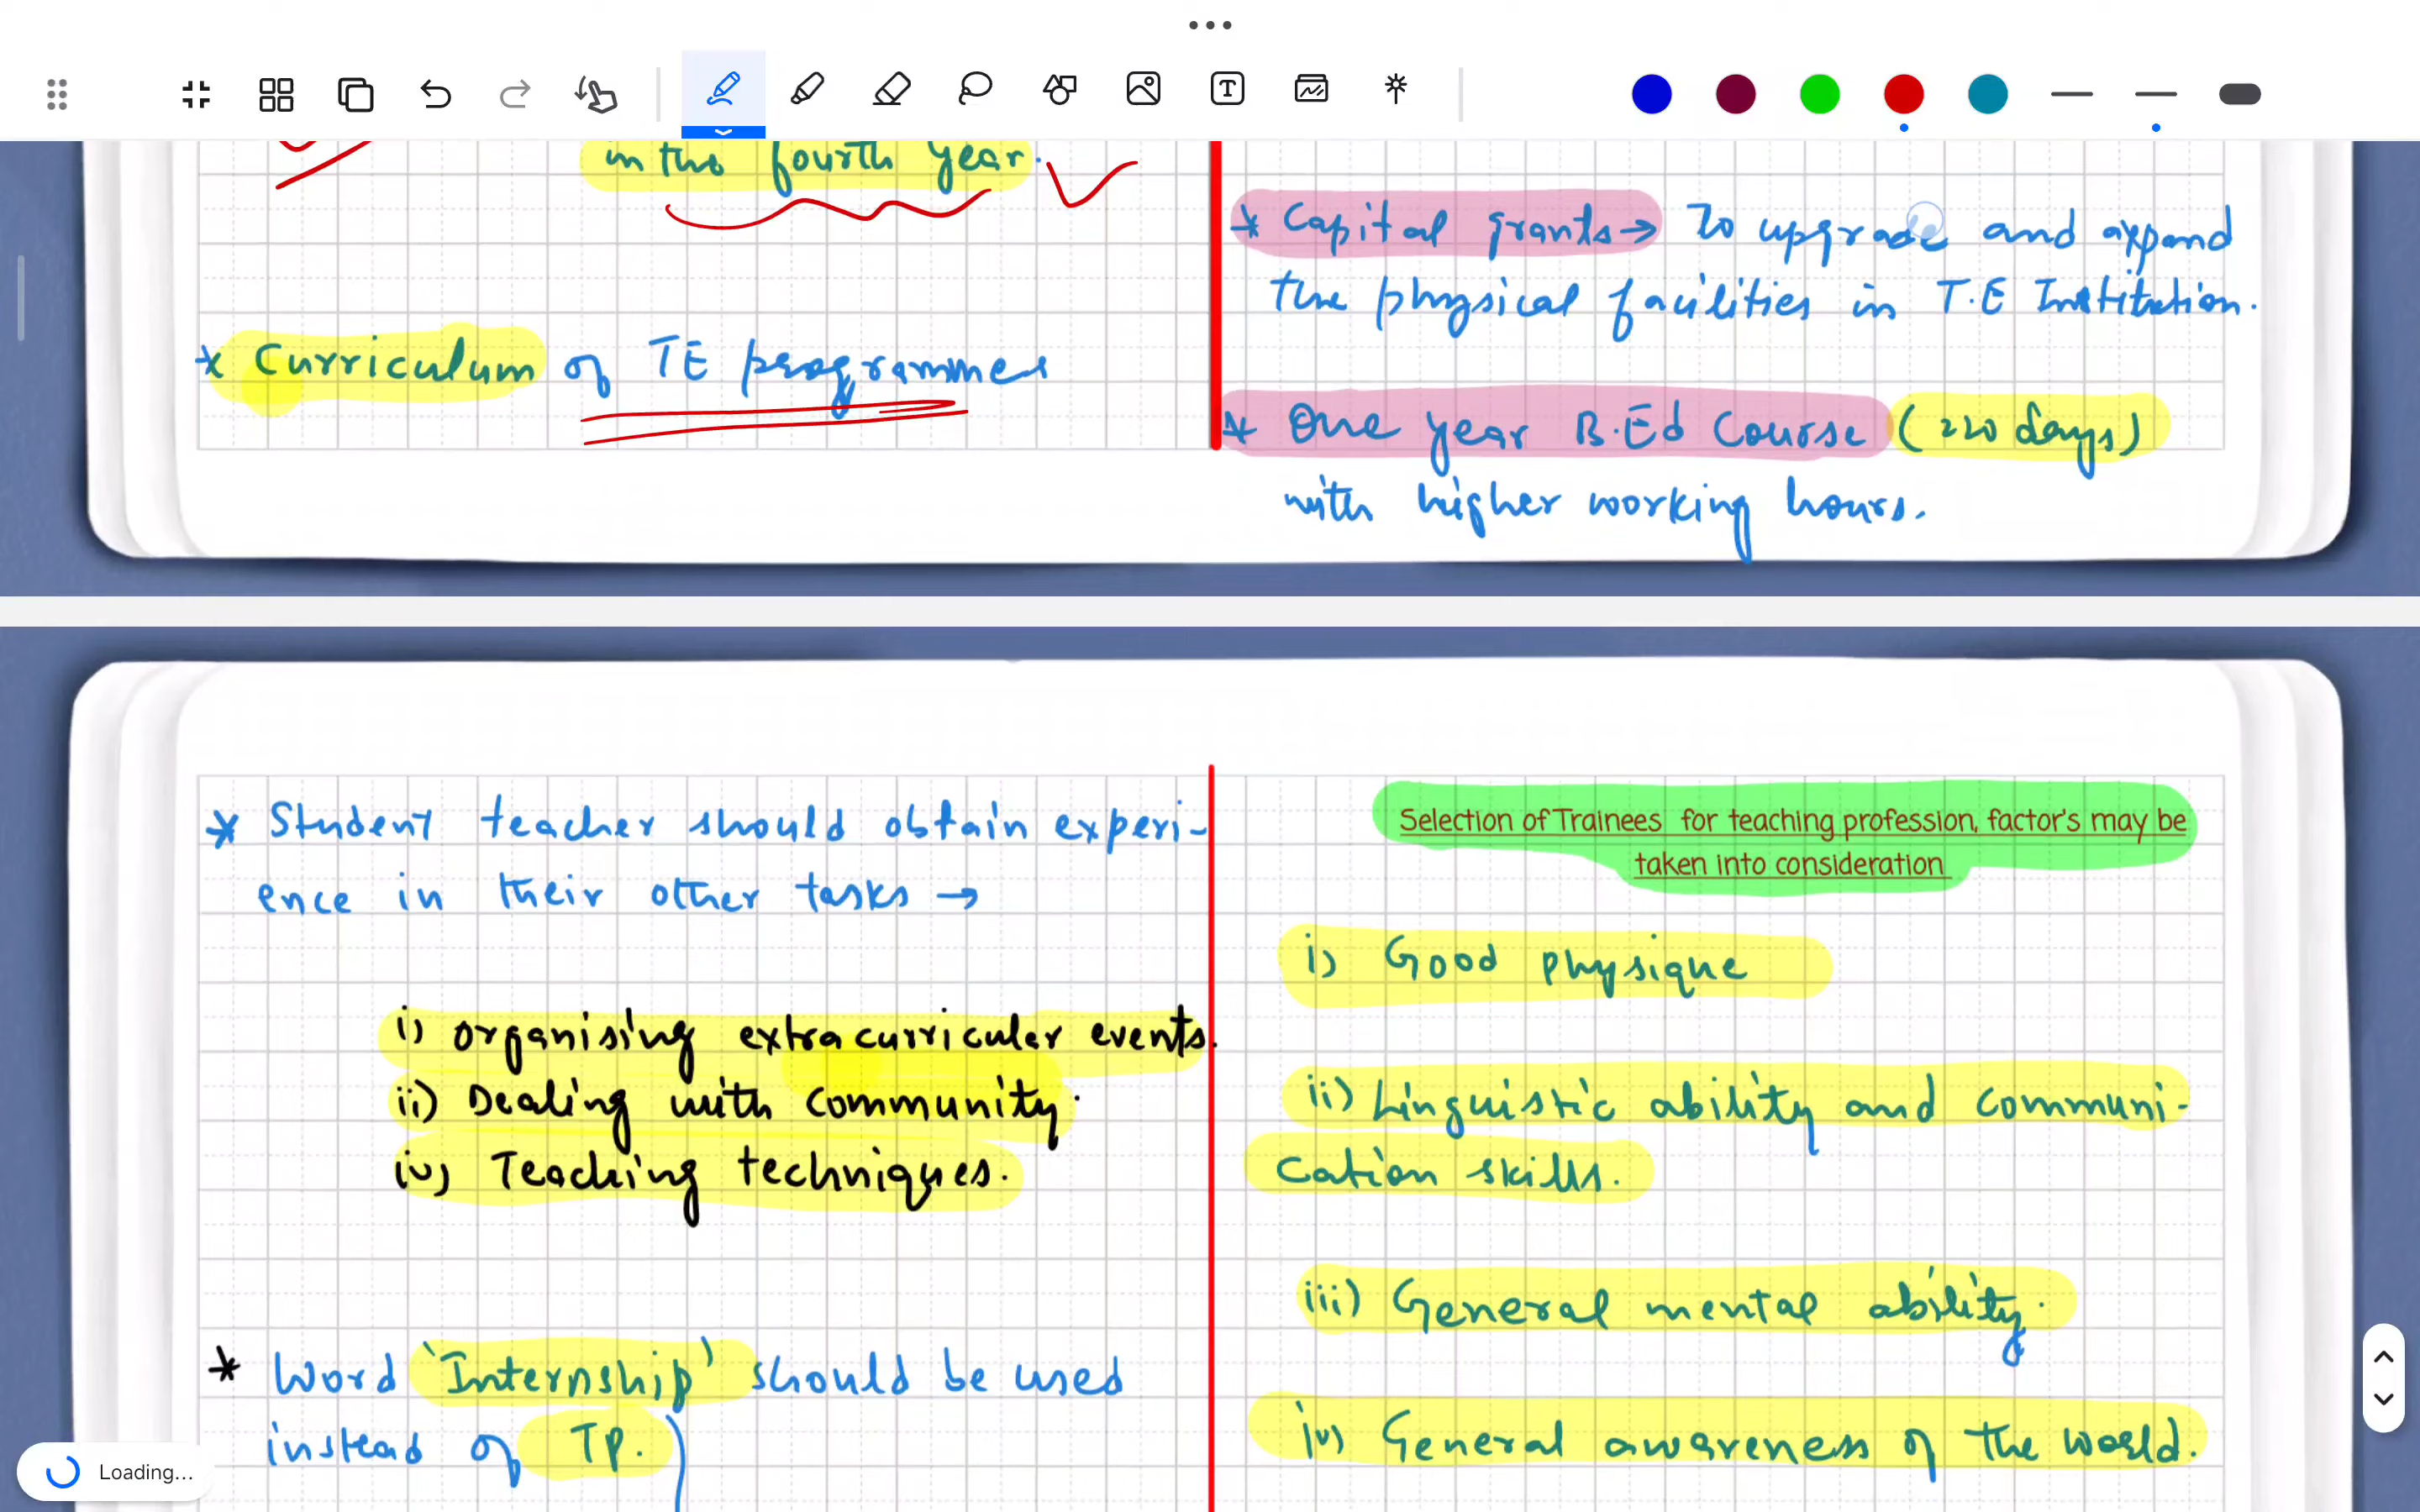 in the fourth year.
* Curriculum of TE programmes
* Capital grants → To upgrade and expand
the physical facilities in T.E Institution.
* One year B.Ed Course (220 days)
with higher working hours.
* Student teacher should obtain experi-
ence in their other tasks →
i) organising extracurricular events.
ii) Dealing with community.
iv) Teaching techniques.
* Word 'Internship' should be used
instead of TP.
Selection of Trainees for teaching profession, factor's may be
taken into consideration
i) Good physique
ii) Linguistic ability and communi-
cation skills.
iii) General mental ability.
iv) General awareness of the world.
Loading...